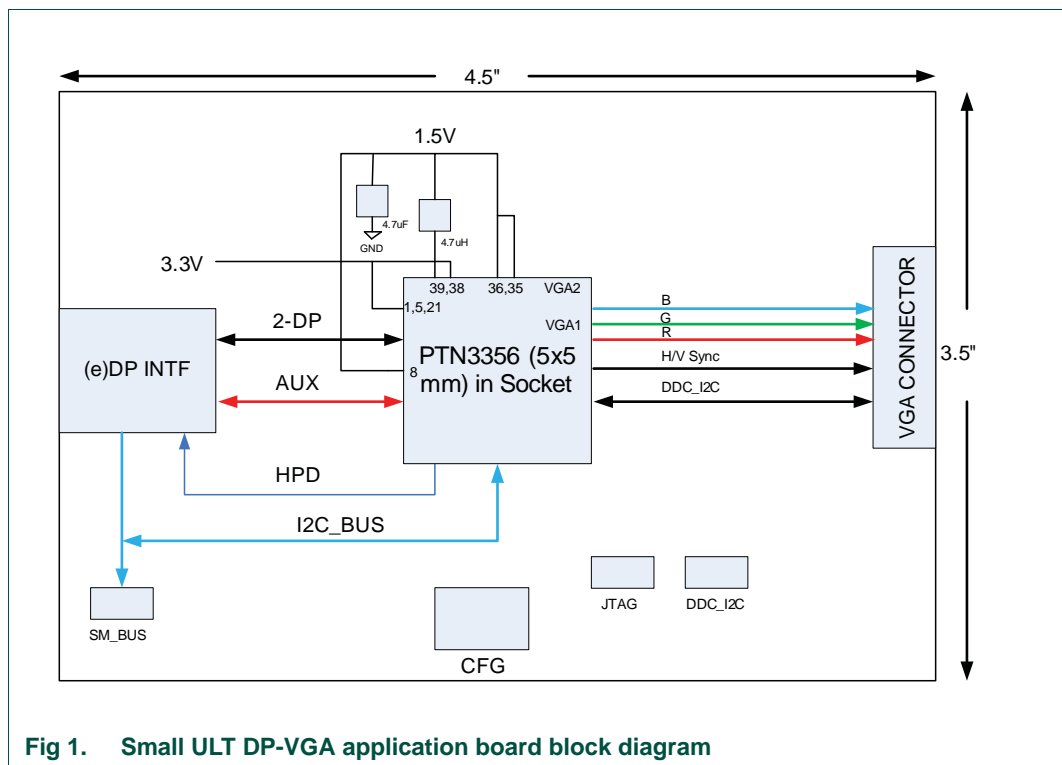 4.5"
1.5V
4.7uF
GND
4.7uH
3.3V
39,38
36,35
VGA2
1,5,21
VGA1
8
PTN3356 (5x5
mm) in Socket
(e)DP INTF
2-DP
AUX
HPD
I2C_BUS
B
G
R
H/V Sync
DDC_I2C
VGA CONNECTOR
3.5"
SM_BUS
CFG
JTAG
DDC_I2C
Fig 1. Small ULT DP-VGA application board block diagram